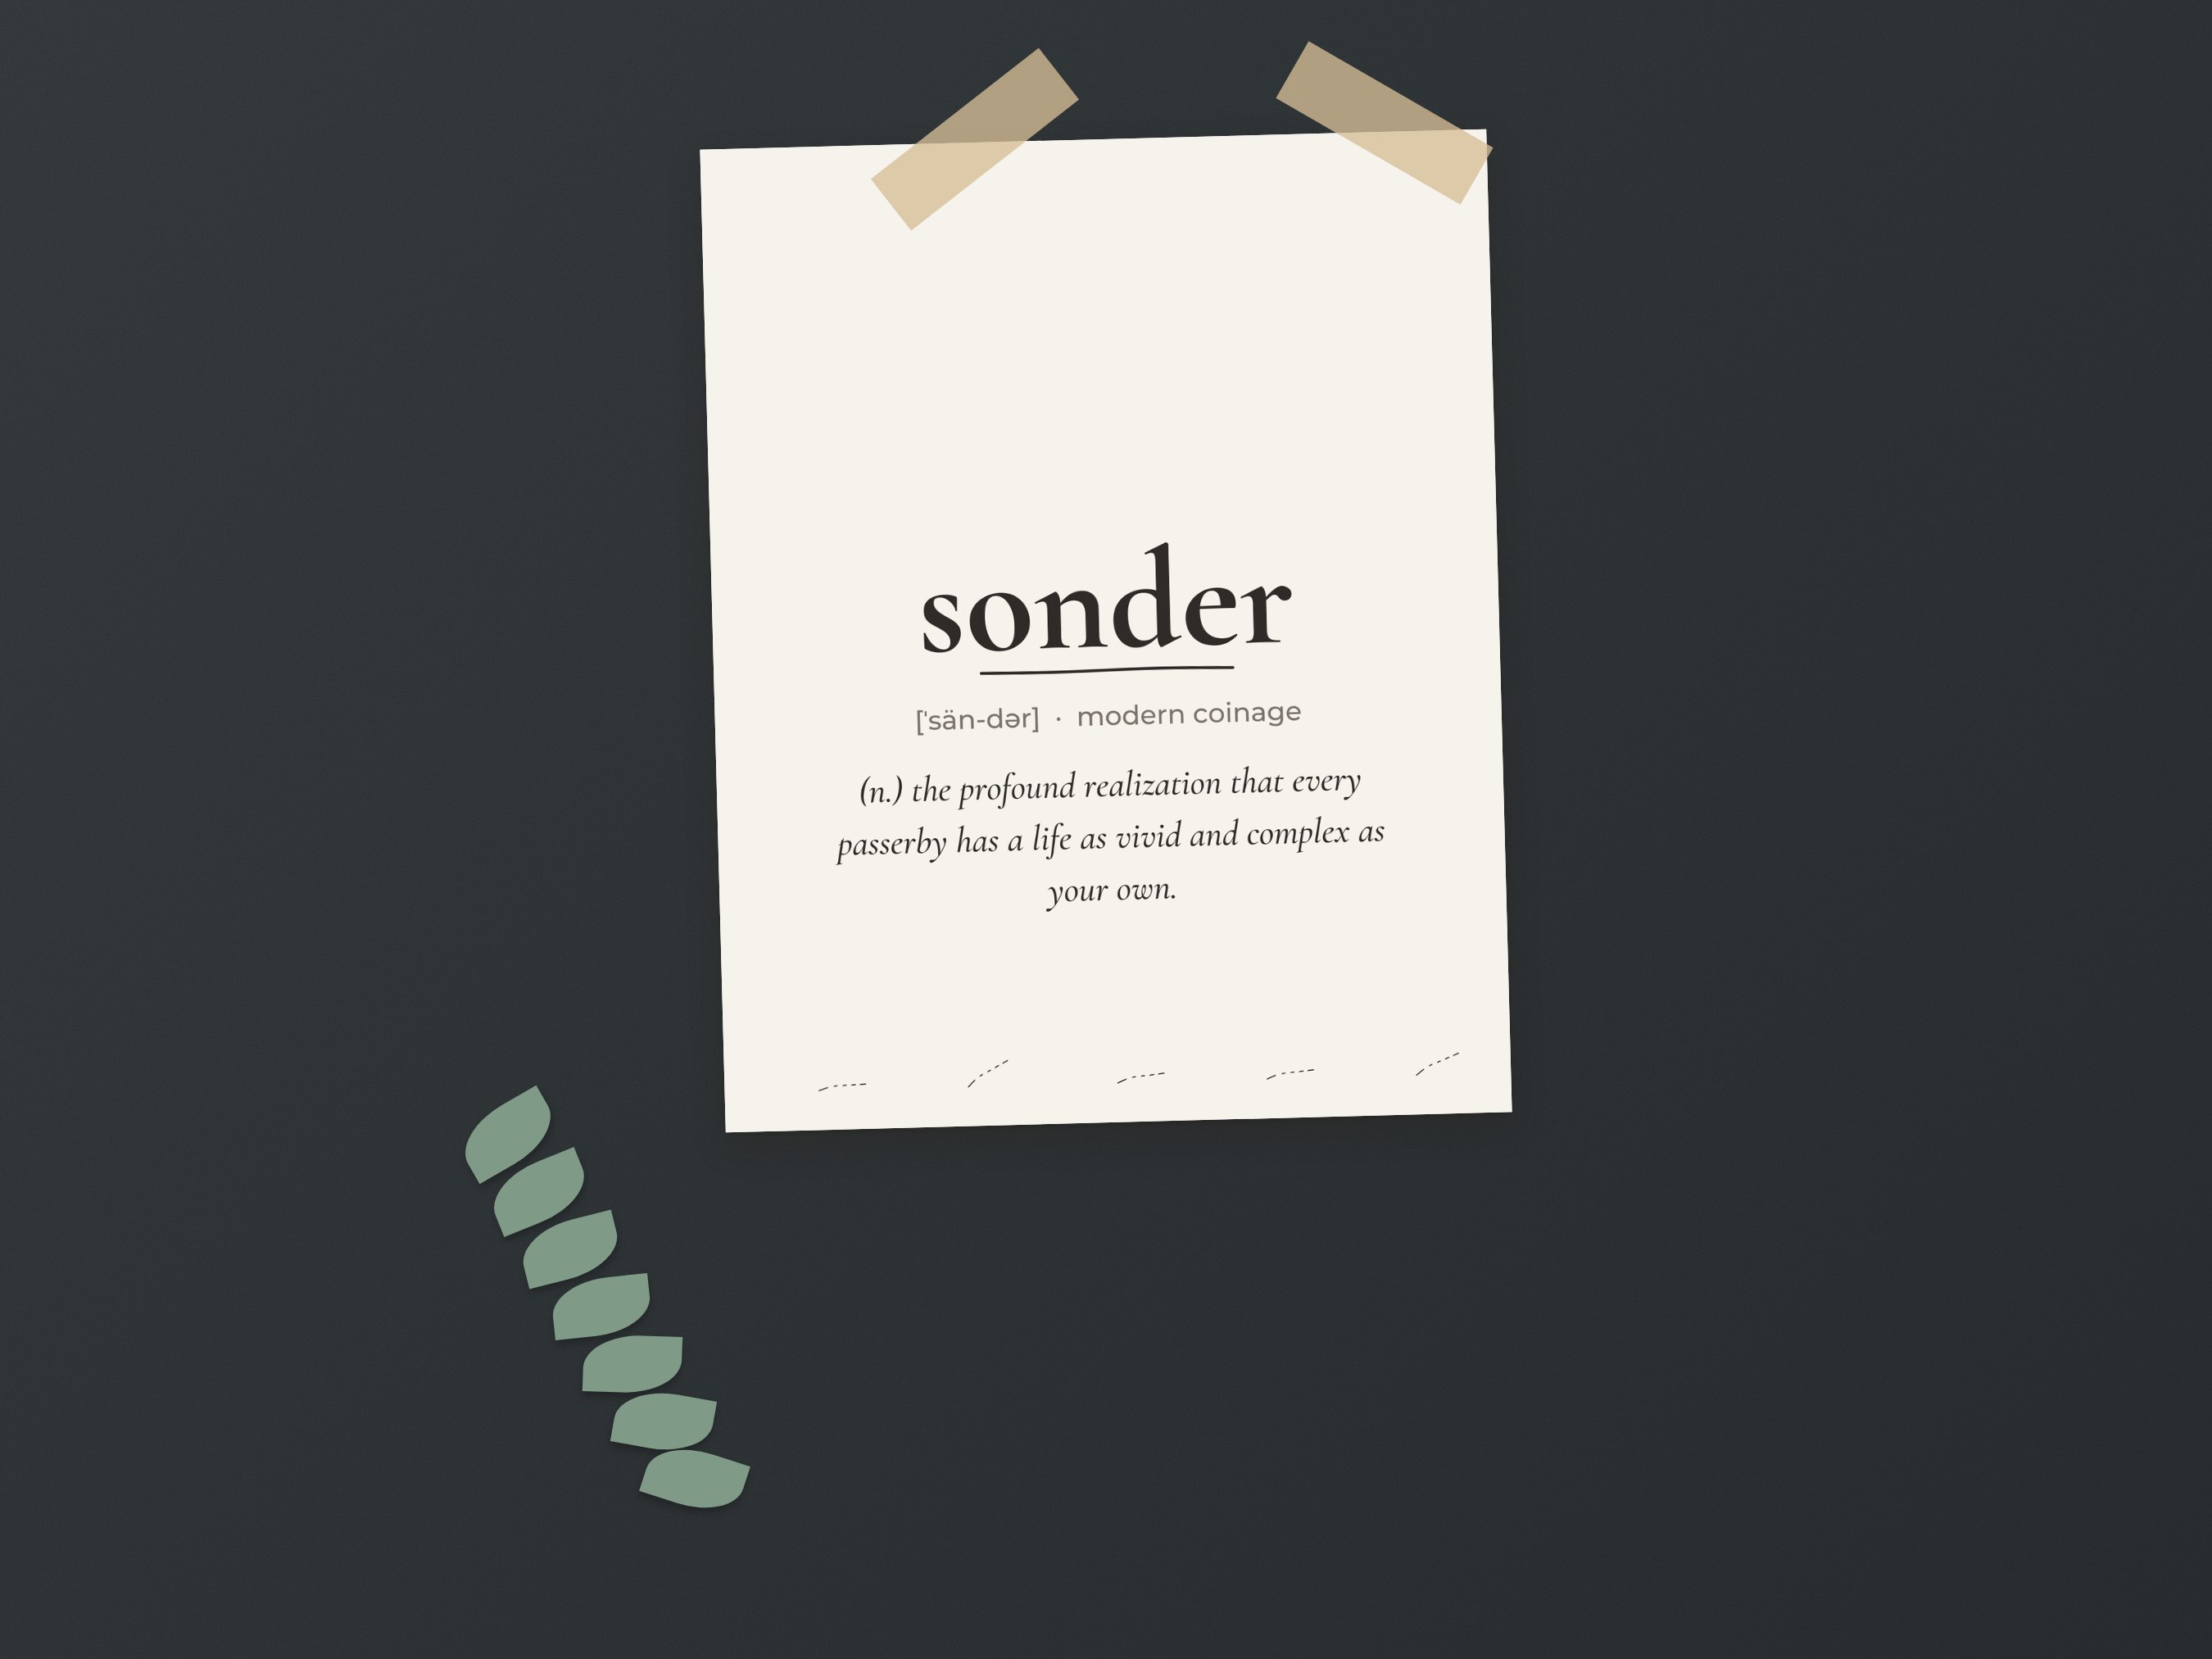 sonder
[ˈsän-dər] · modern coinage
(n.) the profound realization that every
passerby has a life as vivid and complex as
your own.